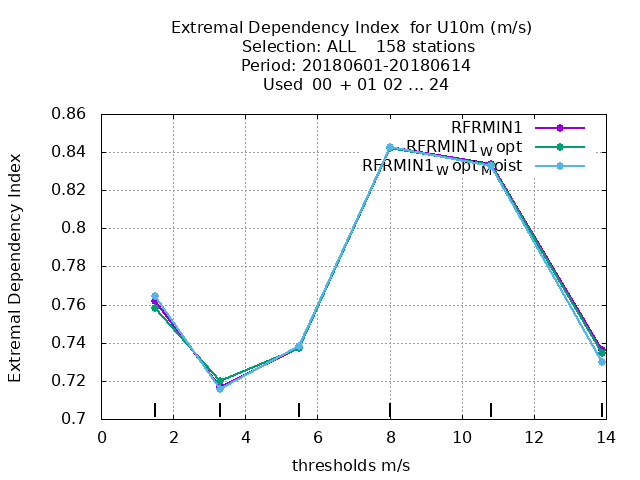 Extremal Dependency Index for U10m (m/s)
Selection: ALL 158 stations
Period: 20180601-20180614
Used 00 + 01 02 ... 24
0.86
0.84
0.82
0.8
0.78
0.76
0.74
0.72
0.7
Extremal Dependency Index
RFRMIN1
RFRMIN1_W opt
RFRMIN1_W opt_Moist
0 2 4 6 8 10 12 14
thresholds m/s